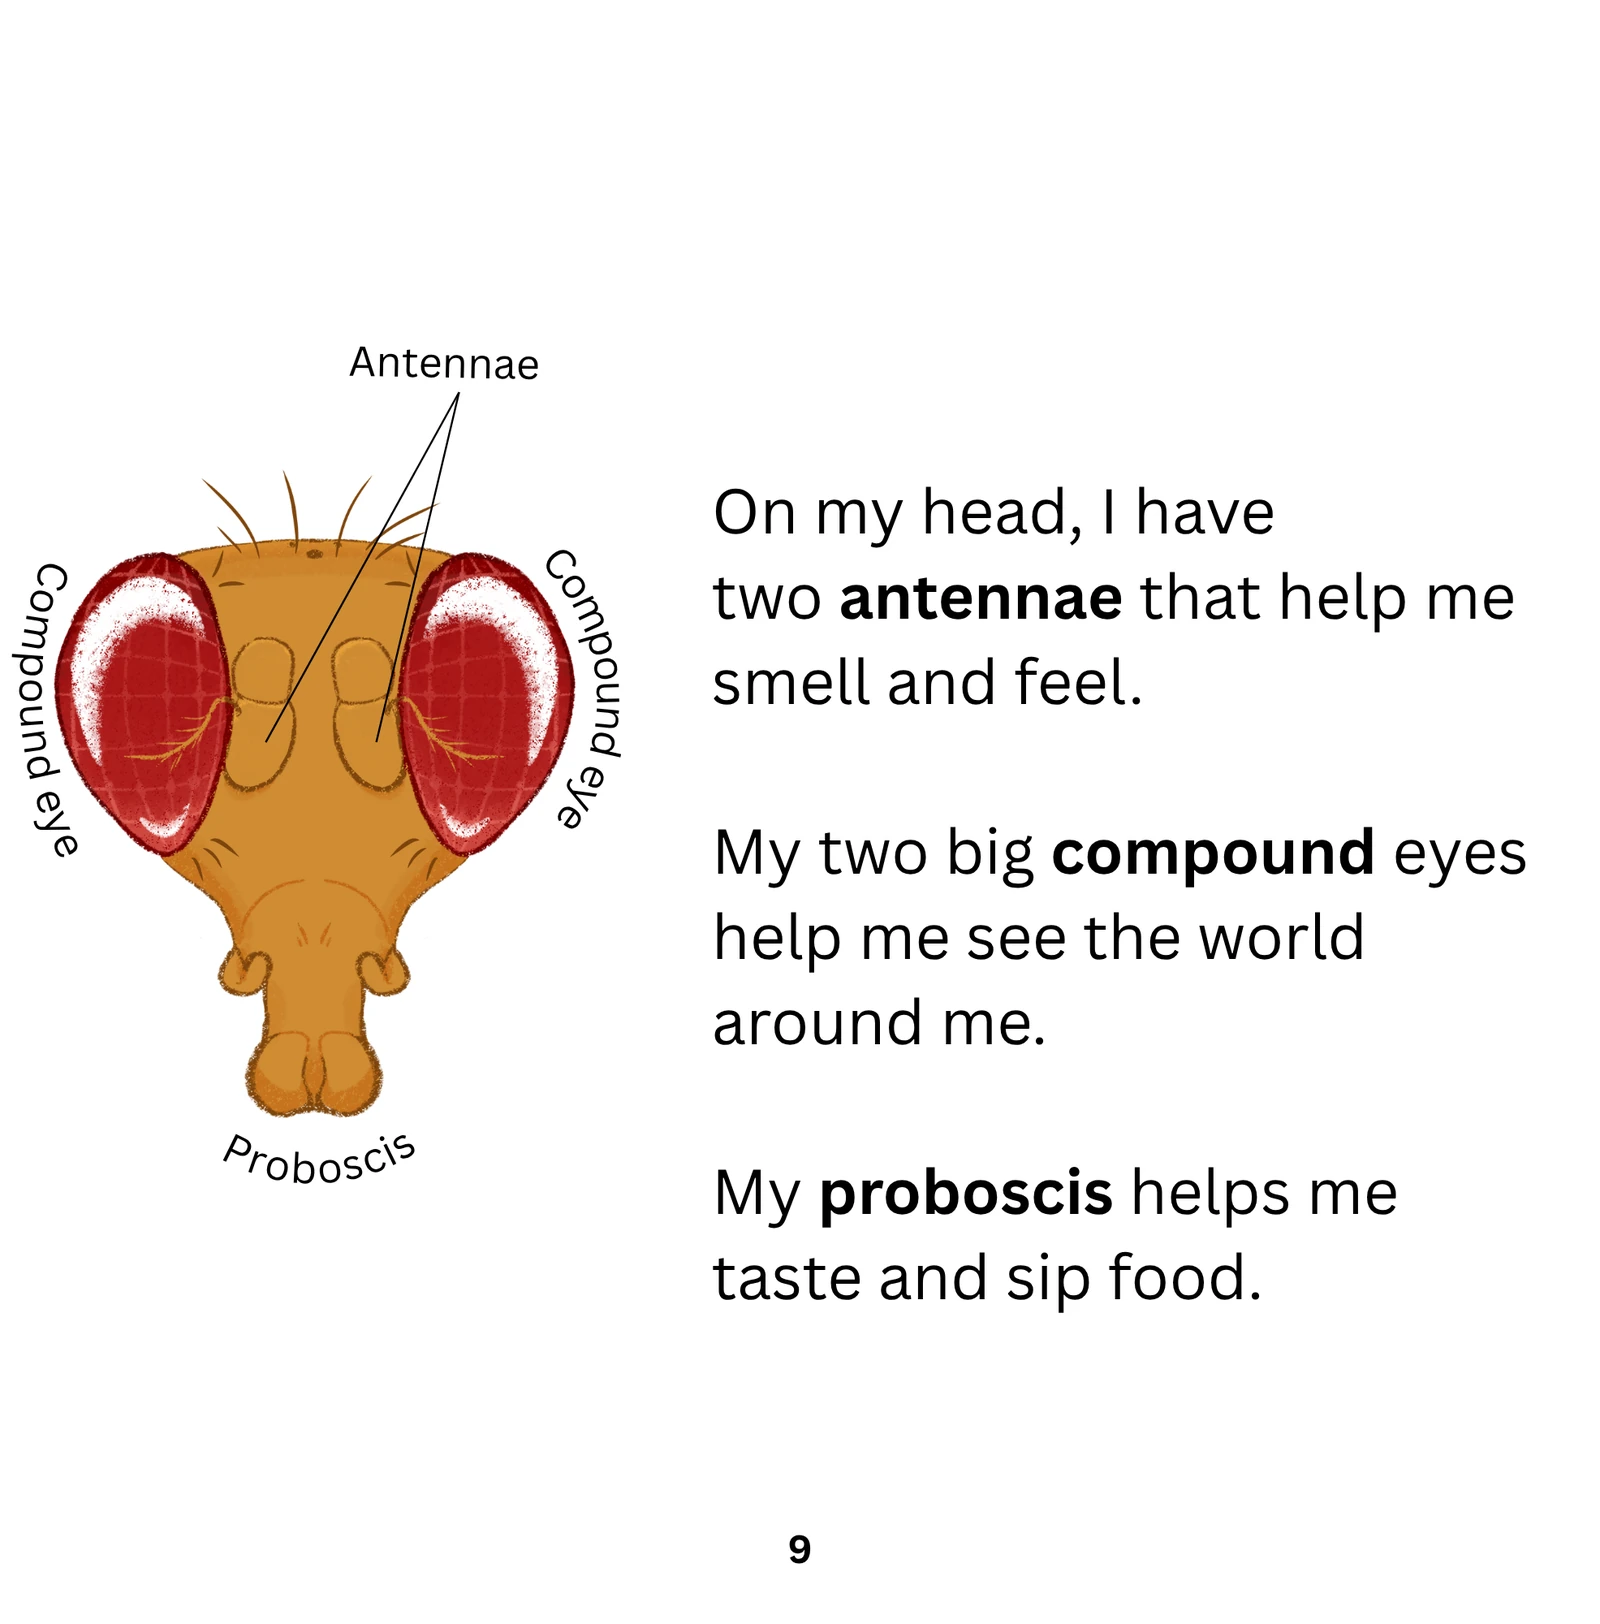 Antennae
Compound eye
Compound eye
Proboscis
On my head, I have
two antennae that help me
smell and feel.
My two big compound eyes
help me see the world
around me.
My proboscis helps me
taste and sip food.
9